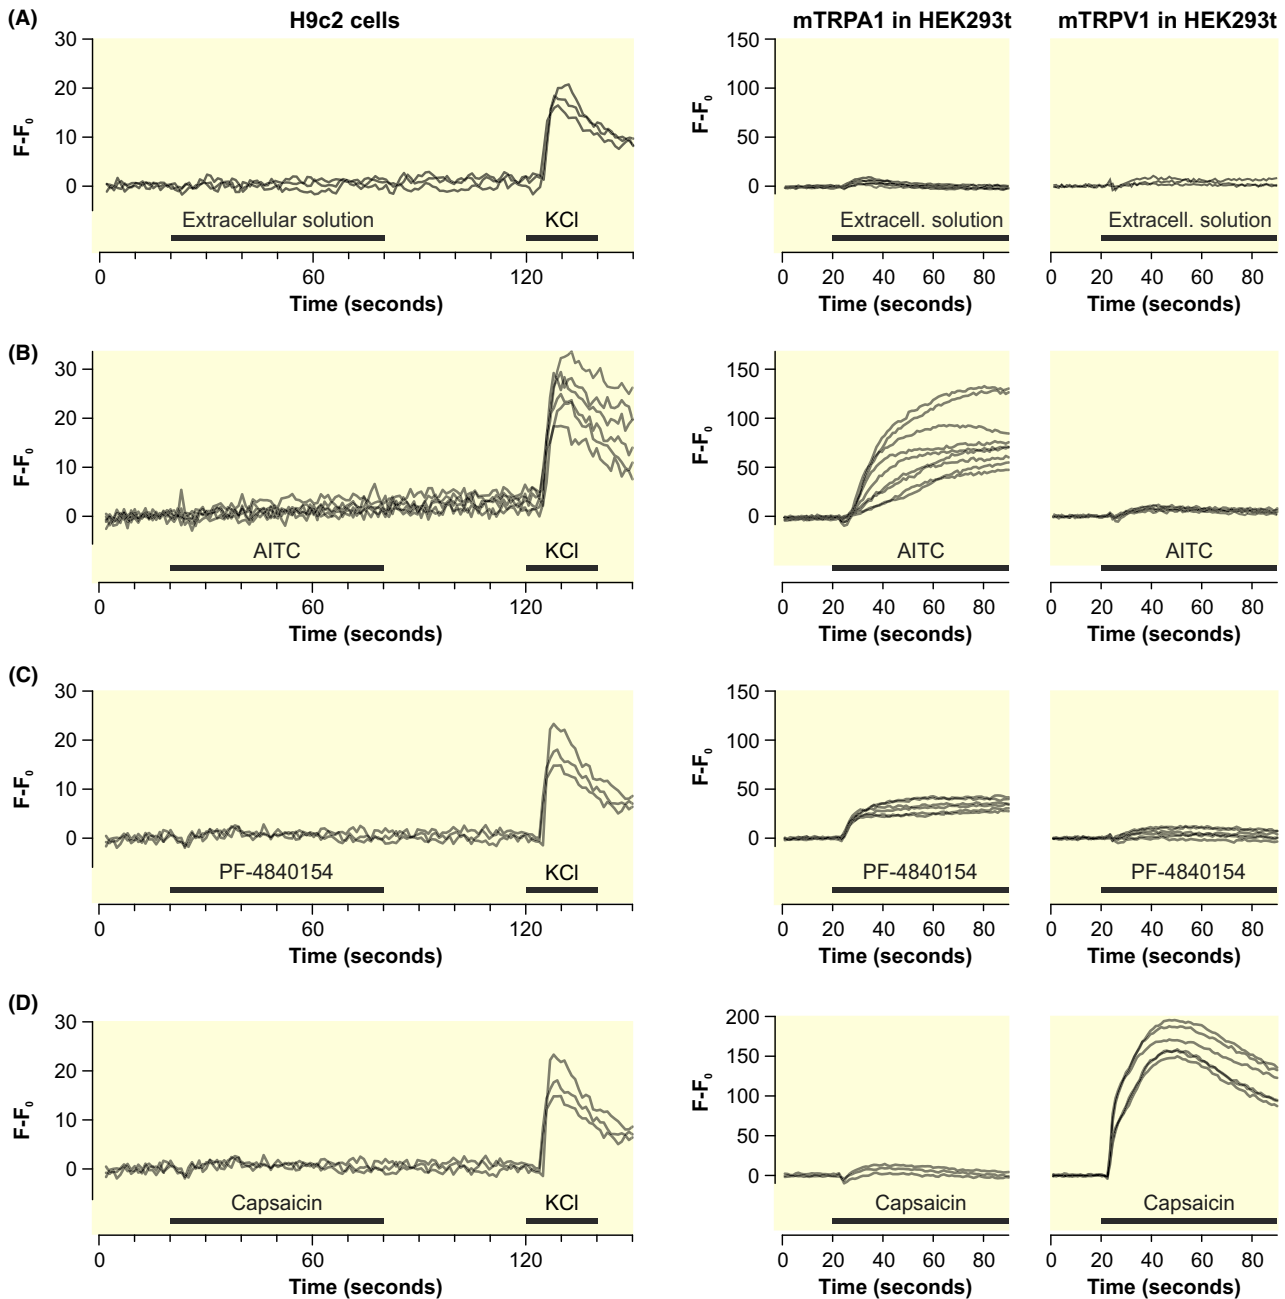 (A)
H9c2 cells
mTRPA1 in HEK293t
mTRPV1 in HEK293t
30
20
10
0
F-F₀
Extracellular solution
KCl
0
60
120
Time (seconds)
150
100
50
0
F-F₀
Extracell. solution
0 20 40 60 80
Time (seconds)
Extracell. solution
0 20 40 60 80
Time (seconds)
(B)
30
20
10
0
F-F₀
AITC
KCl
0
60
120
Time (seconds)
150
100
50
0
F-F₀
AITC
0 20 40 60 80
Time (seconds)
AITC
0 20 40 60 80
Time (seconds)
(C)
30
20
10
0
F-F₀
PF-4840154
KCl
0
60
120
Time (seconds)
150
100
50
0
F-F₀
PF-4840154
0 20 40 60 80
Time (seconds)
PF-4840154
0 20 40 60 80
Time (seconds)
(D)
30
20
10
0
F-F₀
Capsaicin
KCl
0
60
120
Time (seconds)
200
150
100
50
0
F-F₀
Capsaicin
0 20 40 60 80
Time (seconds)
Capsaicin
0 20 40 60 80
Time (seconds)